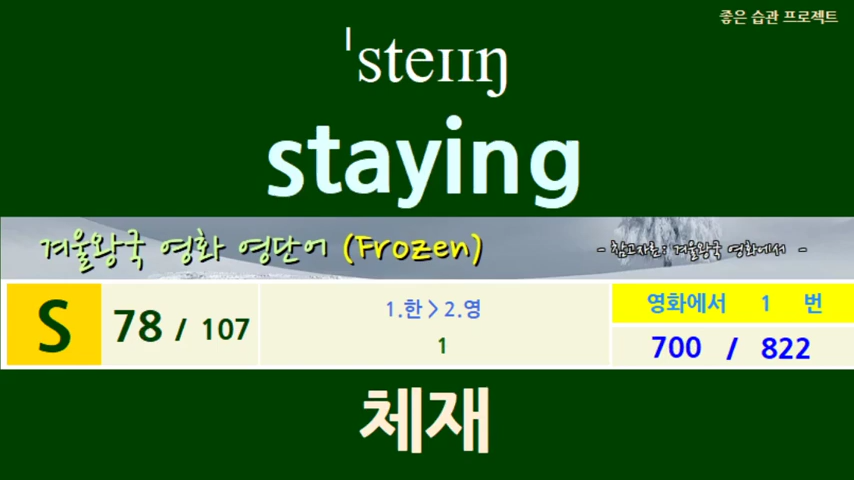 좋은 습관 프로젝트
ˈsteɪɪŋ
staying
겨울왕국 영화 영단어 (Frozen)
- 참고자료: 겨울왕국 영화에서 -
S
78 / 107
1.한 > 2.영
1
영화에서 1 번
700 / 822
체재